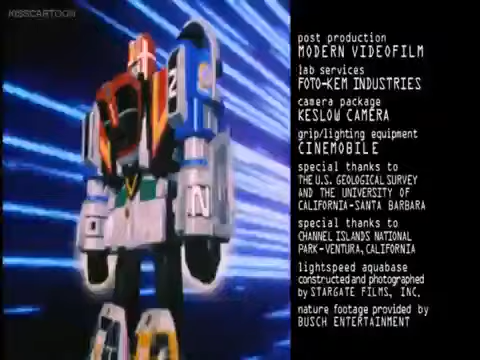 KISSCARTOON
2
N
post production
MODERN VIDEOFILM
lab services
FOTO-KEM INDUSTRIES
camera package
KESLOW CAMERA
grip/lighting equipment
CINEMOBILE
special thanks to
THE U.S. GEOLOGICAL SURVEY
AND THE UNIVERSITY OF
CALIFORNIA-SANTA BARBARA
special thanks to
CHANNEL ISLANDS NATIONAL
PARK-VENTURA, CALIFORNIA
lightspeed aquabase
constructed and photographed
by STARGATE FILMS, INC.
nature footage provided by
BUSCH ENTERTAINMENT